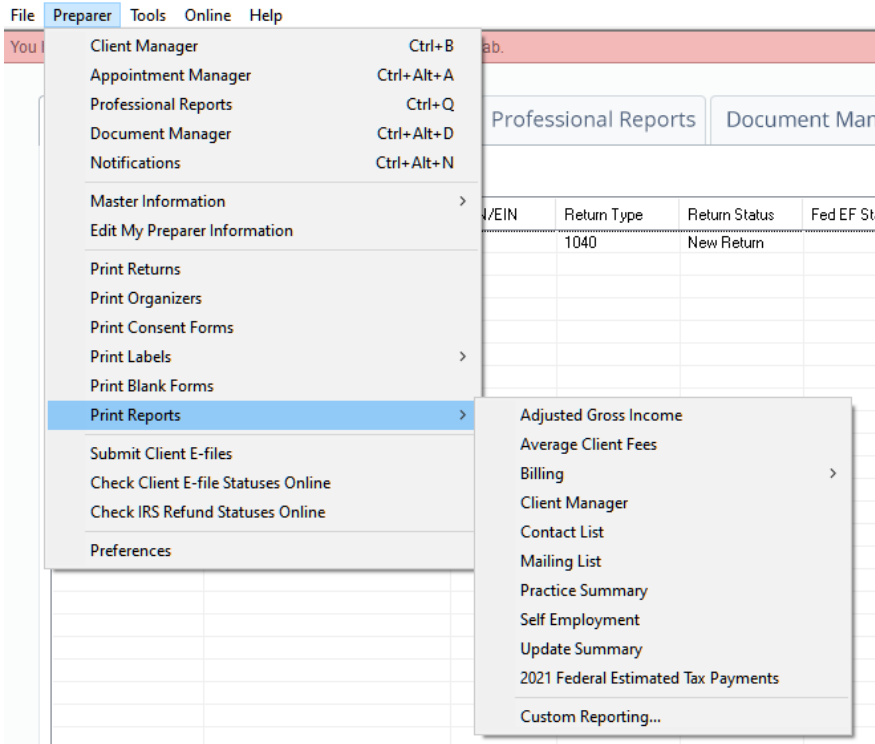 File Preparer Tools Online Help
You
ab.
Client Manager Ctrl+B
Appointment Manager Ctrl+Alt+A
Professional Reports Ctrl+Q
Document Manager Ctrl+Alt+D
Notifications Ctrl+Alt+N
Professional Reports Document Man
Master Information >
Edit My Preparer Information
N/EIN Return Type Return Status Fed EF St
1040 New Return
Print Returns
Print Organizers
Print Consent Forms
Print Labels >
Print Blank Forms
Print Reports >
Submit Client E-files
Check Client E-file Statuses Online
Check IRS Refund Statuses Online
Preferences
Adjusted Gross Income
Average Client Fees
Billing >
Client Manager
Contact List
Mailing List
Practice Summary
Self Employment
Update Summary
2021 Federal Estimated Tax Payments
Custom Reporting...